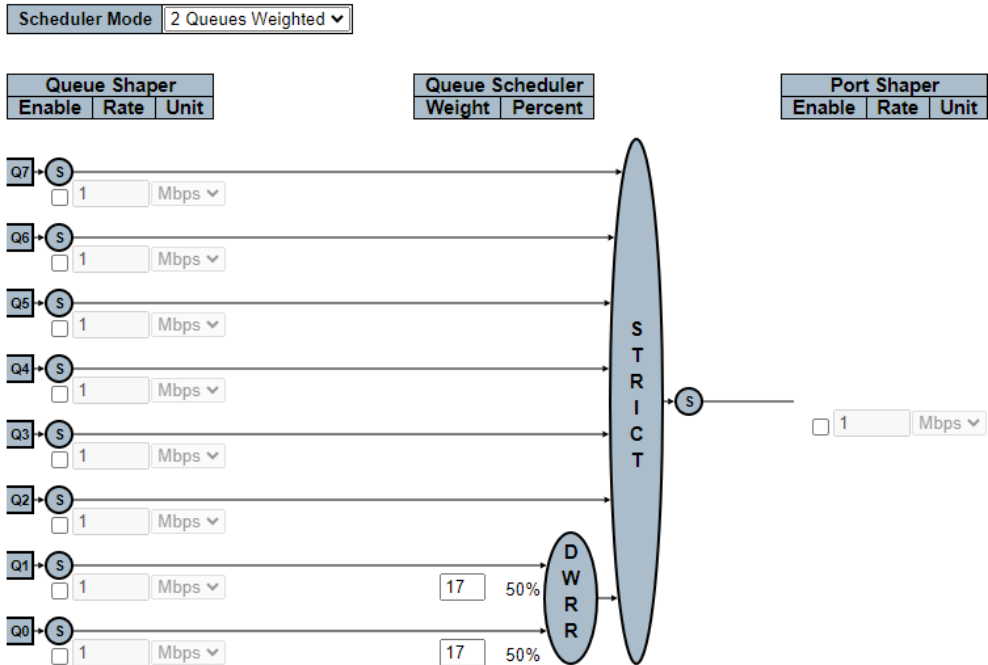 Scheduler Mode 2 Queues Weighted
Queue Shaper Queue Scheduler Port Shaper
Enable Rate Unit Weight Percent Enable Rate Unit
Q7 S
1 Mbps
Q6 S
1 Mbps
Q5 S
1 Mbps
Q4 S
1 Mbps
STRICT
S
1 Mbps
Q3 S
1 Mbps
Q2 S
1 Mbps
Q1 S
1 Mbps 17 50%
DWRR
Q0 S
1 Mbps 17 50%